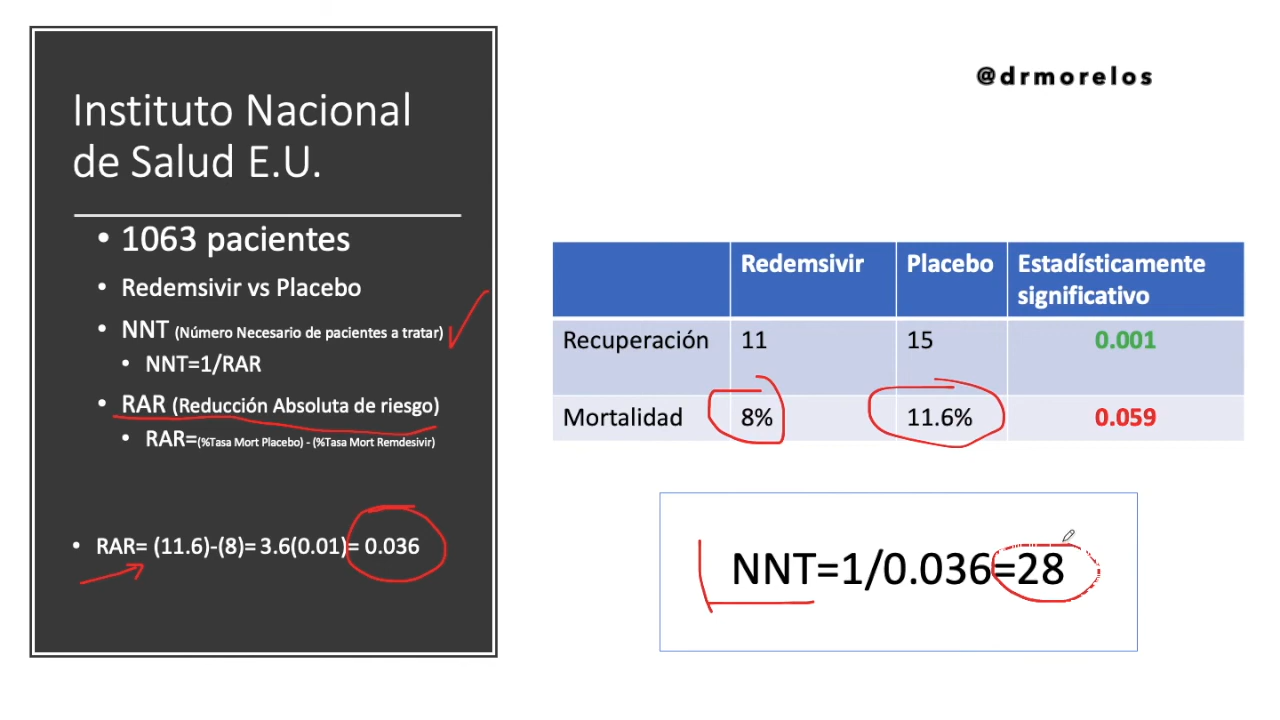 @drmorelos
Instituto Nacional
de Salud E.U.
• 1063 pacientes
• Redemsivir vs Placebo
• NNT (Número Necesario de pacientes a tratar)
• NNT=1/RAR
• RAR (Reducción Absoluta de riesgo)
• RAR=(%Tasa Mort Placebo) - (%Tasa Mort Remdesivir)
• RAR= (11.6)-(8)= 3.6(0.01)= 0.036
Redemsivir Placebo Estadísticamente
significativo
Recuperación 11 15 0.001
Mortalidad 8% 11.6% 0.059
NNT=1/0.036=28